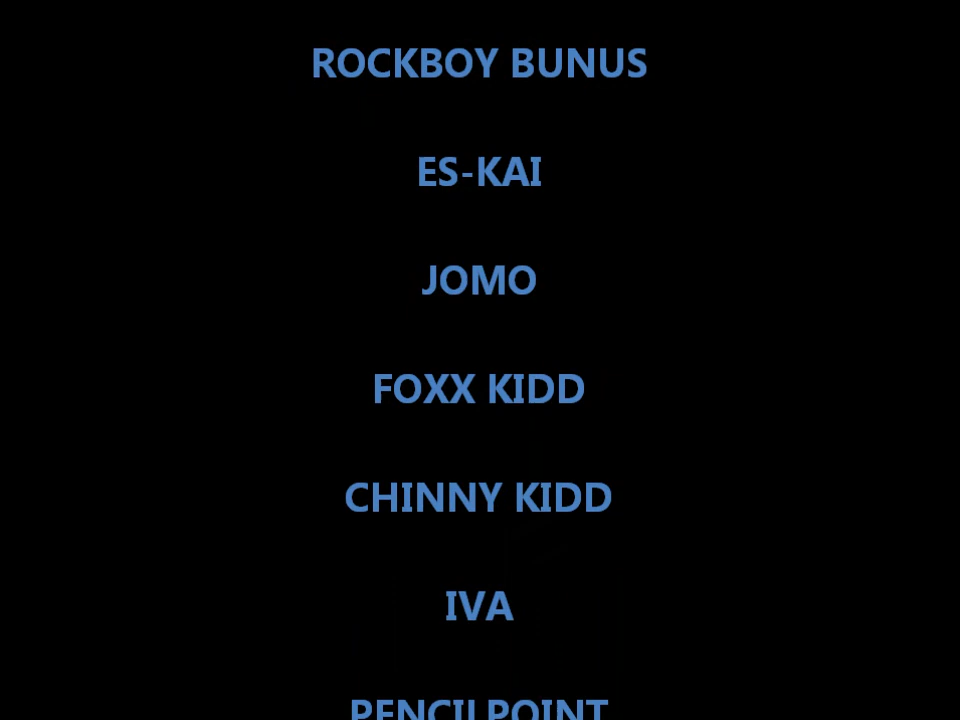 ROCKBOY BUNUS
ES-KAI
JOMO
FOXX KIDD
CHINNY KIDD
IVA
PENCILPOINT